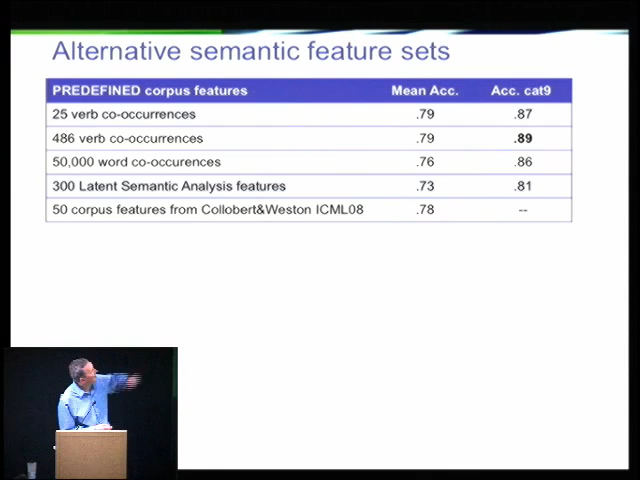 Alternative semantic feature sets
PREDEFINED corpus features Mean Acc. Acc. cat9
25 verb co-occurrences .79 .87
486 verb co-occurrences .79 .89
50,000 word co-occurences .76 .86
300 Latent Semantic Analysis features .73 .81
50 corpus features from Collobert&Weston ICML08 .78 --